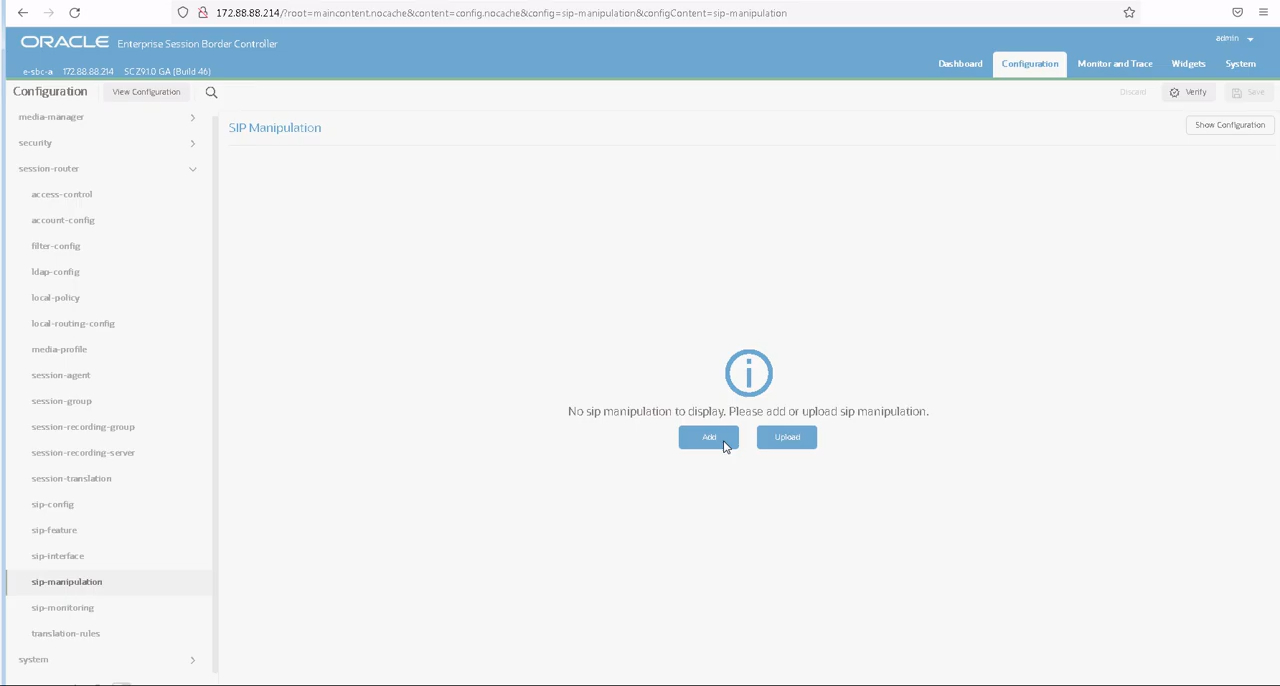 172.88.88.214/?root=maincontent.nocache&content=config.nocache&config=sip-manipulation&configContent=sip-manipulation
ORACLE Enterprise Session Border Controller
admin
e-sbc-a 172.88.88.214 SCZ9.1.0 GA (Build 46)
Dashboard Configuration Monitor and Trace Widgets System
Configuration View Configuration Discard Verify Save
media-manager
security
session-router
access-control
account-config
filter-config
ldap-config
local-policy
local-routing-config
media-profile
session-agent
session-group
session-recording-group
session-recording-server
session-translation
sip-config
sip-feature
sip-interface
sip-manipulation
sip-monitoring
translation-rules
system
SIP Manipulation Show Configuration
No sip manipulation to display. Please add or upload sip manipulation.
Add Upload